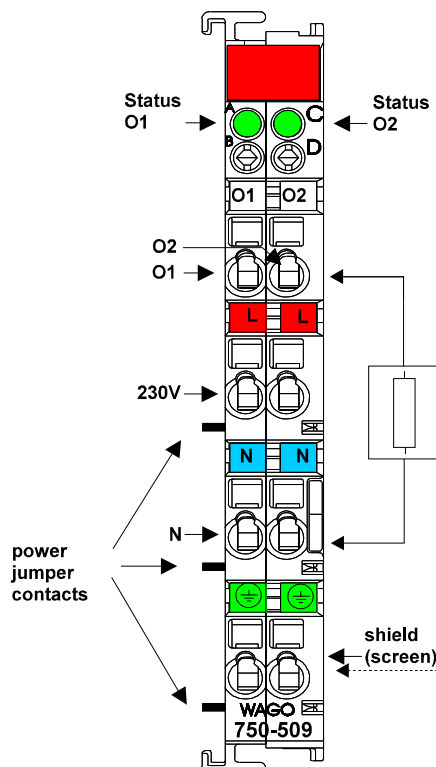 Status
O1
A
C
Status
O2
B
D
O1 O2
O2
O1
L L
230V
N N
N
power
jumper
contacts
shield
(screen)
WAGO
750-509